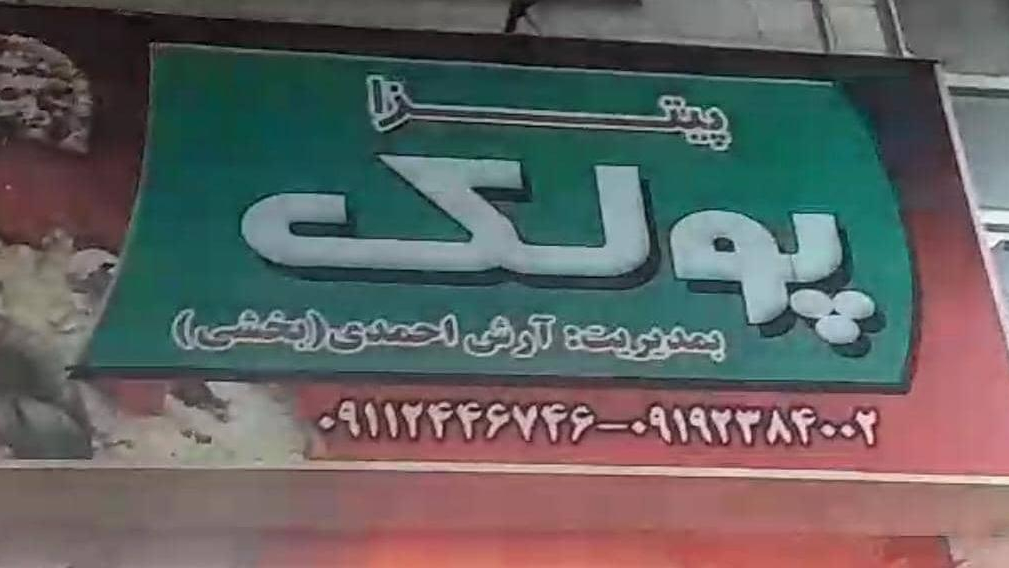 پیتزا
پولک
بمدیریت: آرش احمدی (بخشی)
۰۹۱۱۲۴۴۶۷۴۶-۰۹۱۹۲۳۸۴۰۰۲